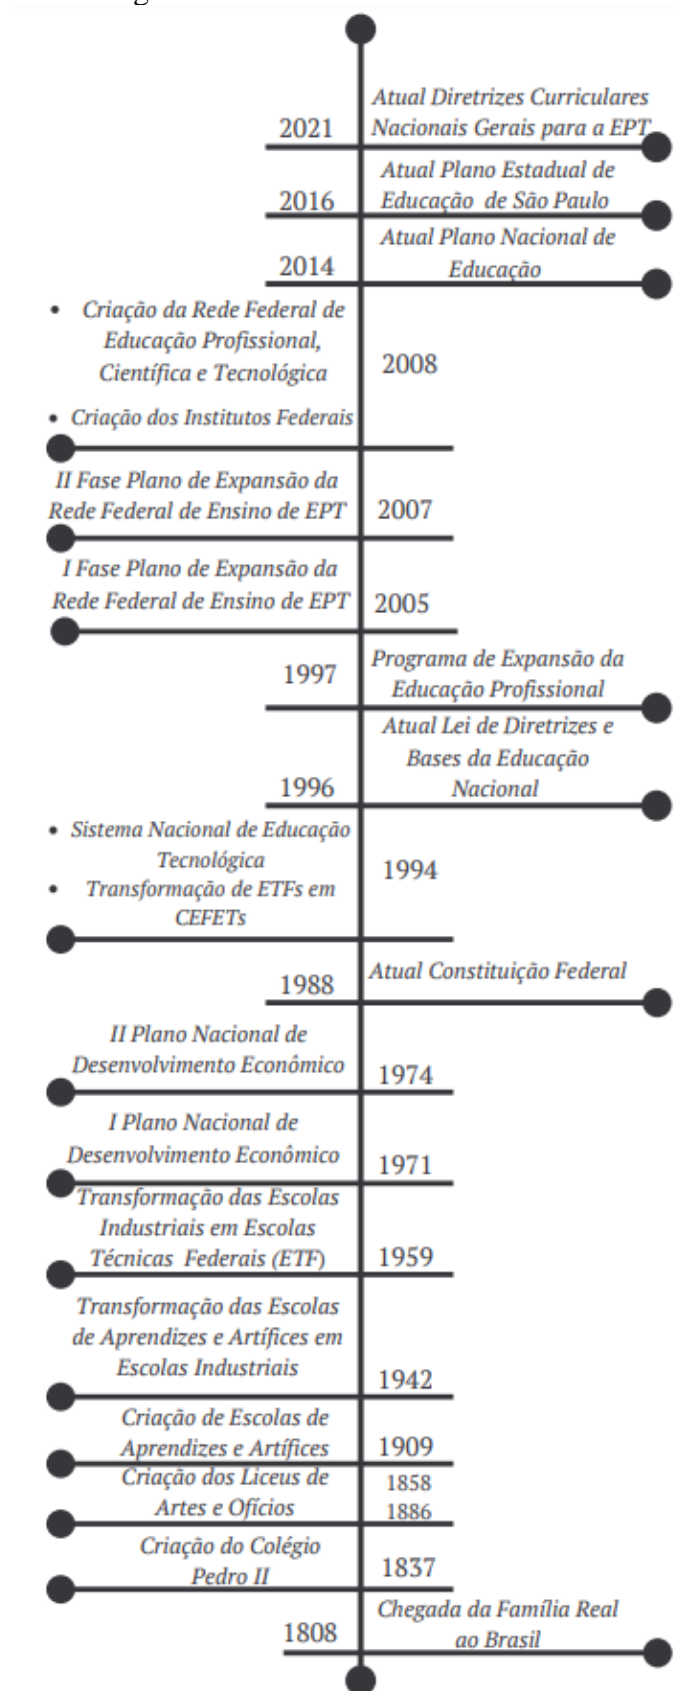 Atual Diretrizes Curriculares
2021 Nacionais Gerais para a EPT
Atual Plano Estadual de
2016 Educação de São Paulo
Atual Plano Nacional de
2014 Educação
• Criação da Rede Federal de
Educação Profissional,
Científica e Tecnológica
2008
• Criação dos Institutos Federais
II Fase Plano de Expansão da
Rede Federal de Ensino de EPT 2007
I Fase Plano de Expansão da
Rede Federal de Ensino de EPT 2005
1997 Programa de Expansão da
Educação Profissional
Atual Lei de Diretrizes e
Bases da Educação
1996 Nacional
• Sistema Nacional de Educação
Tecnológica
1994
• Transformação de ETFs em
CEFETs
Atual Constituição Federal
1988
II Plano Nacional de
Desenvolvimento Econômico
1974
I Plano Nacional de
Desenvolvimento Econômico
1971
Transformação das Escolas
Industriais em Escolas
Técnicas Federais (ETF) 1959
Transformação das Escolas
de Aprendizes e Artífices em
Escolas Industriais
1942
Criação de Escolas de
Aprendizes e Artífices 1909
Criação dos Liceus de
1858
Artes e Ofícios
1886
Criação do Colégio
Pedro II 1837
Chegada da Família Real
1808 ao Brasil